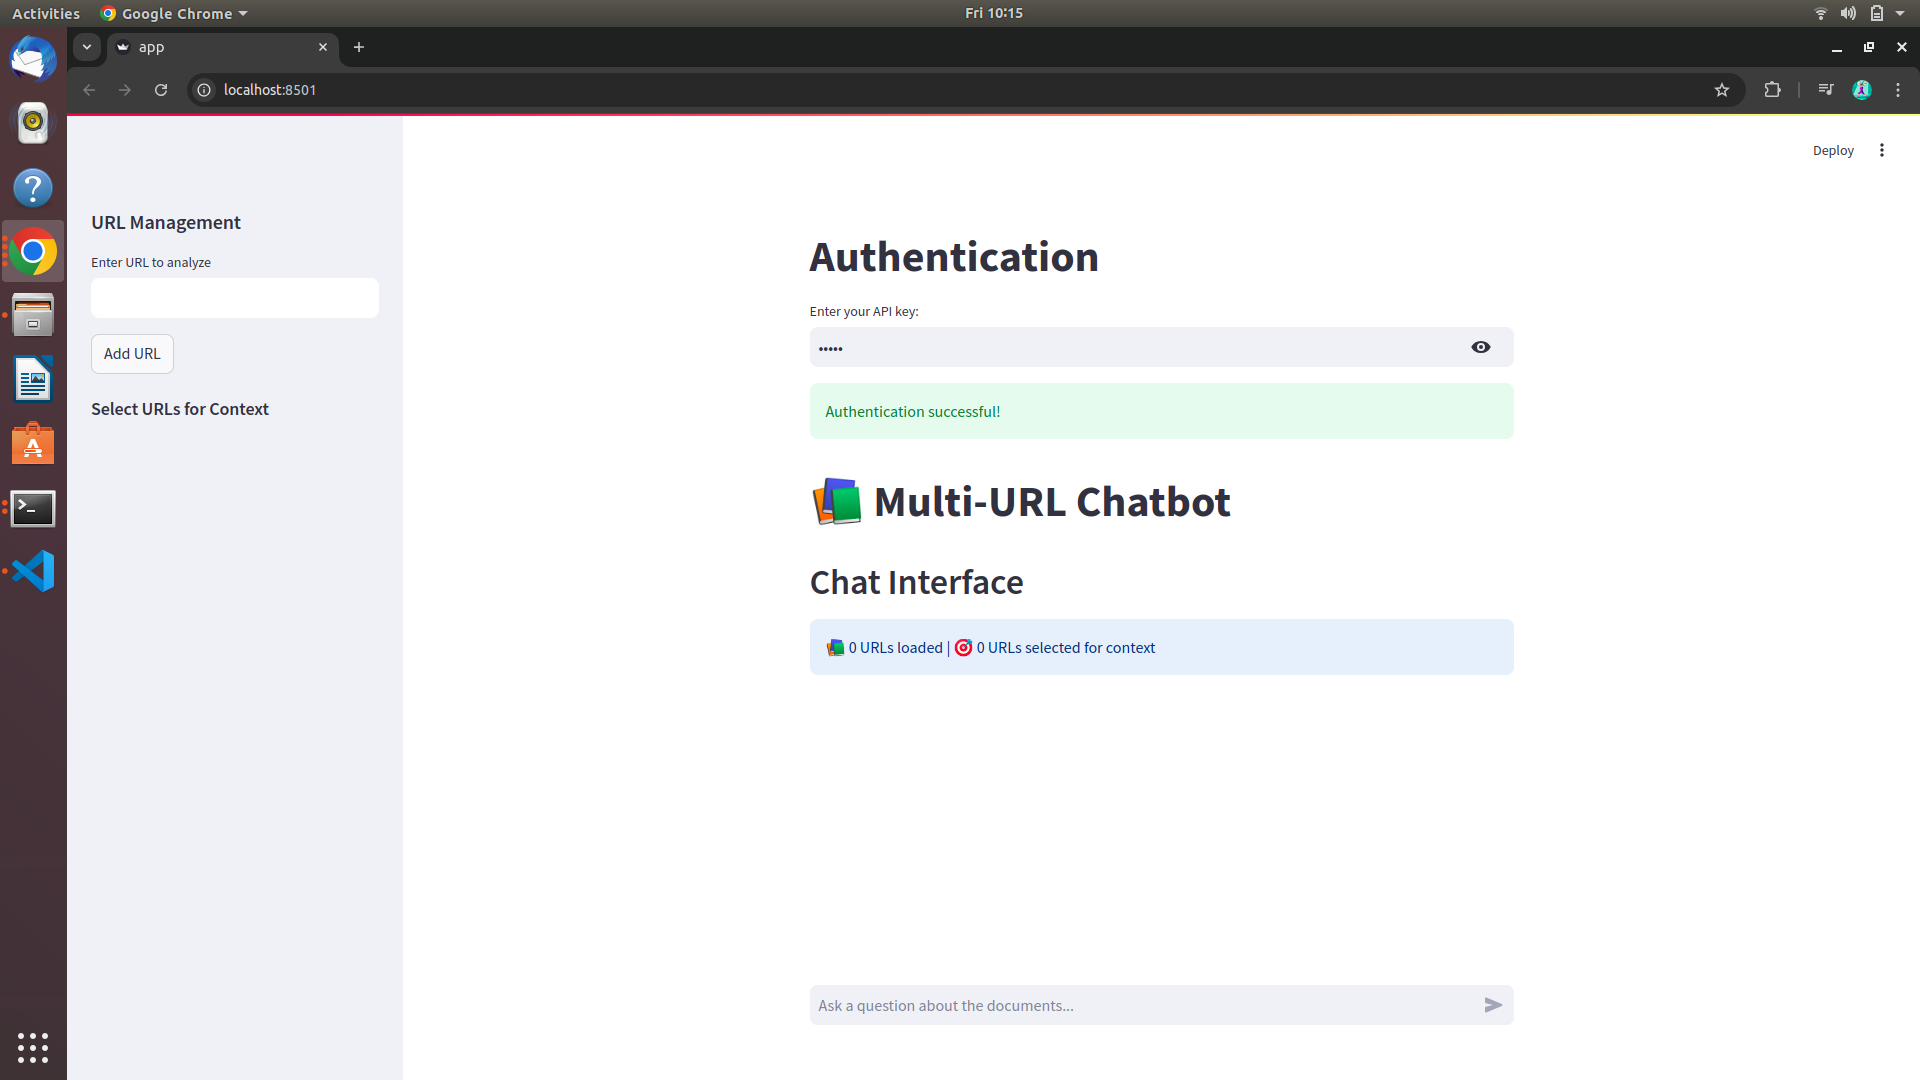 Activities Google Chrome Fri 10:15
app
localhost:8501
Deploy
URL Management
Enter URL to analyze
Add URL
Select URLs for Context
Authentication
Enter your API key:
•••••
Authentication successful!
📚 Multi-URL Chatbot
Chat Interface
📚 0 URLs loaded | 🎯 0 URLs selected for context
Ask a question about the documents...